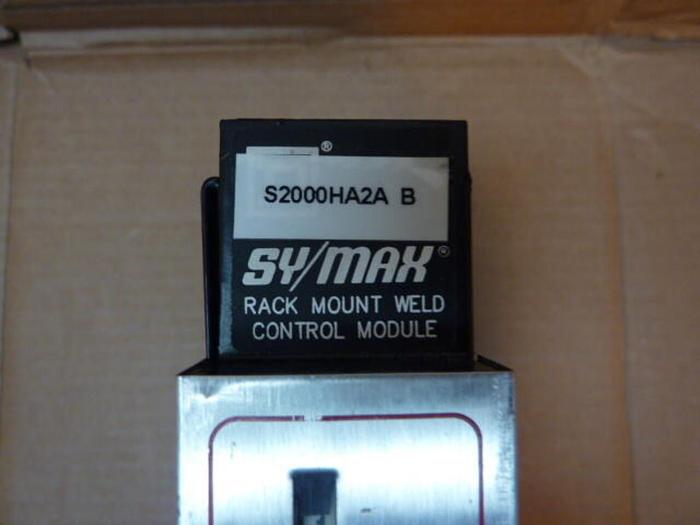 ®
S2000HA2A B
SY/MAX®
RACK MOUNT WELD
CONTROL MODULE